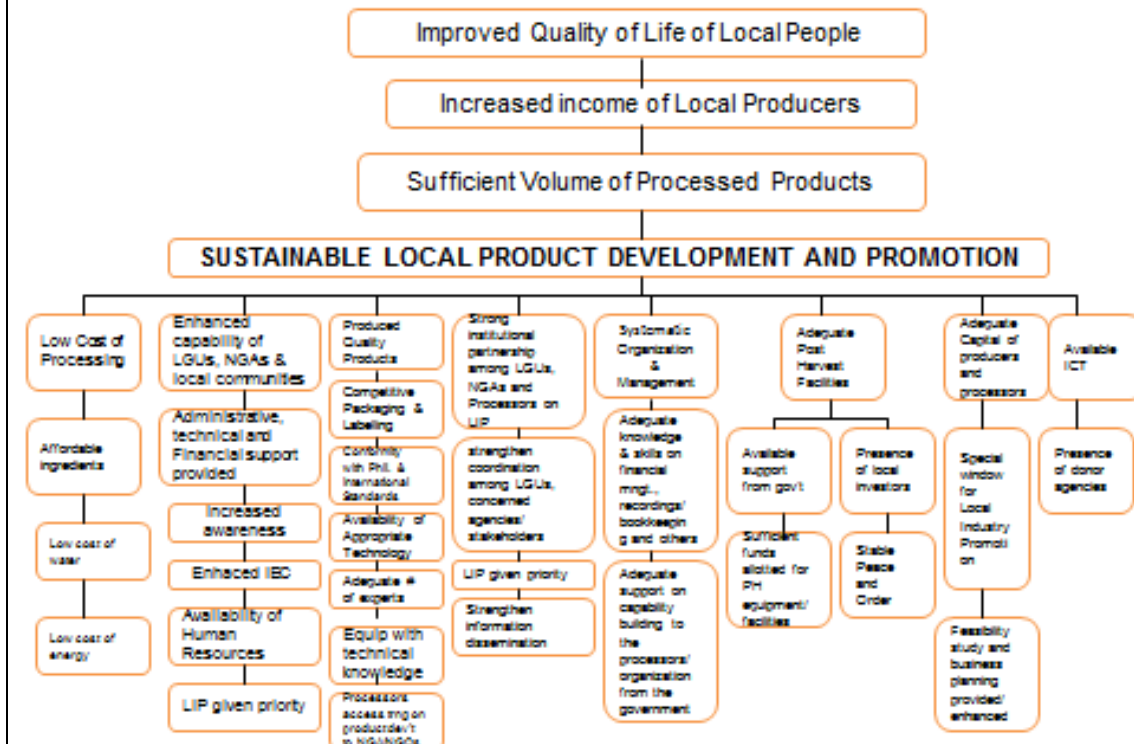 Improved Quality of Life of Local People
Increased income of Local Producers
Sufficient Volume of Processed Products
SUSTAINABLE LOCAL PRODUCT DEVELOPMENT AND PROMOTION
Low Cost of
Processing
Affordable
ingredients
Low cost of
water
Low cost of
energy
Enhanced
capability of
LGUs, NGAs &
local communities
Administrative,
technical and
Financial support
provided
Increased
awareness
Enhaced IEC
Availability of
Human
Resources
LIP given priority
Produced
Quality
Products
Competitive
Packaging &
Labeling
Conformity
with Phil. &
International
Standards
Availability of
Appropriate
Technology
Adequate #
of experts
Equip with
technical
knowledge
Processors
product dev't
Strong
institutional
partnership
among LGUs,
NGAs and
Processors on
LIP
strengthen
coordination
among LGUs,
concerned
agencies/
stakeholders
LIP given priority
Strengthen
information
dissemination
Systematic
Organization
&
Management
Adequate
knowledge
& skills on
financial
mngt.,
recordings/
bookkeepin
g and others
Adequate
support on
capability
building to
the
processors/
organization
from the
government
Adequate
Post
Harvest
Facilities
Available
support
from gov't
Sufficient
funds
allotted for
PH
equipment/
facilities
Presence
of local
investors
Stable
Peace
and
Order
Adequate
Capital of
producers
and
processors
Special
window
for
Local
Industry
Promoti
on
Feasibility
study and
business
planning
provided/
enhanced
Available
ICT
Presence
of donor
agencies